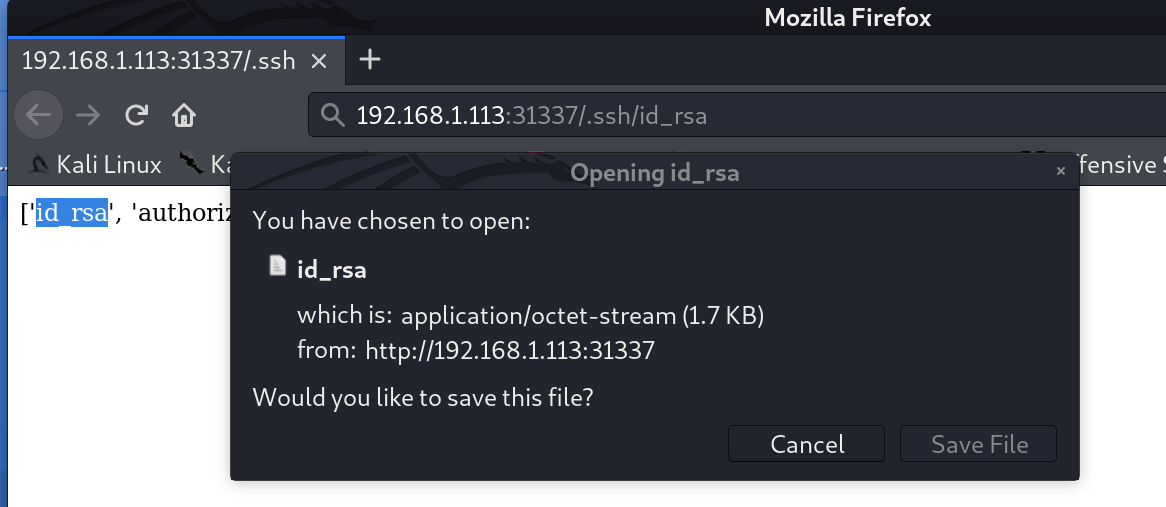 Mozilla Firefox
192.168.1.113:31337/.ssh
192.168.1.113:31337/.ssh/id_rsa
Kali Linux
Opening id_rsa
['id_rsa', 'authoriz
You have chosen to open:
id_rsa
which is: application/octet-stream (1.7 KB)
from: http://192.168.1.113:31337
Would you like to save this file?
Cancel Save File